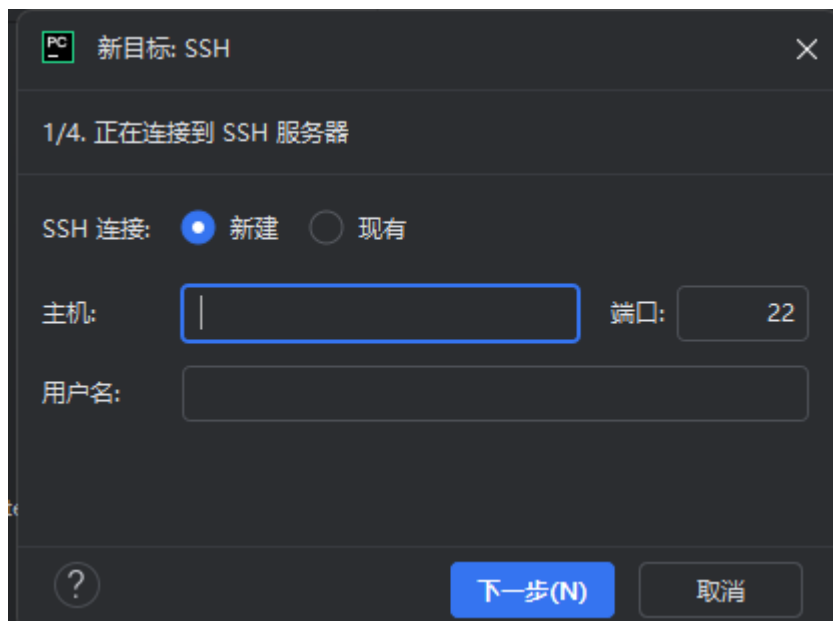 PC 新目标: SSH
1/4. 正在连接到 SSH 服务器
SSH 连接: 新建 现有
主机: 端口: 22
用户名:
?
下一步(N) 取消